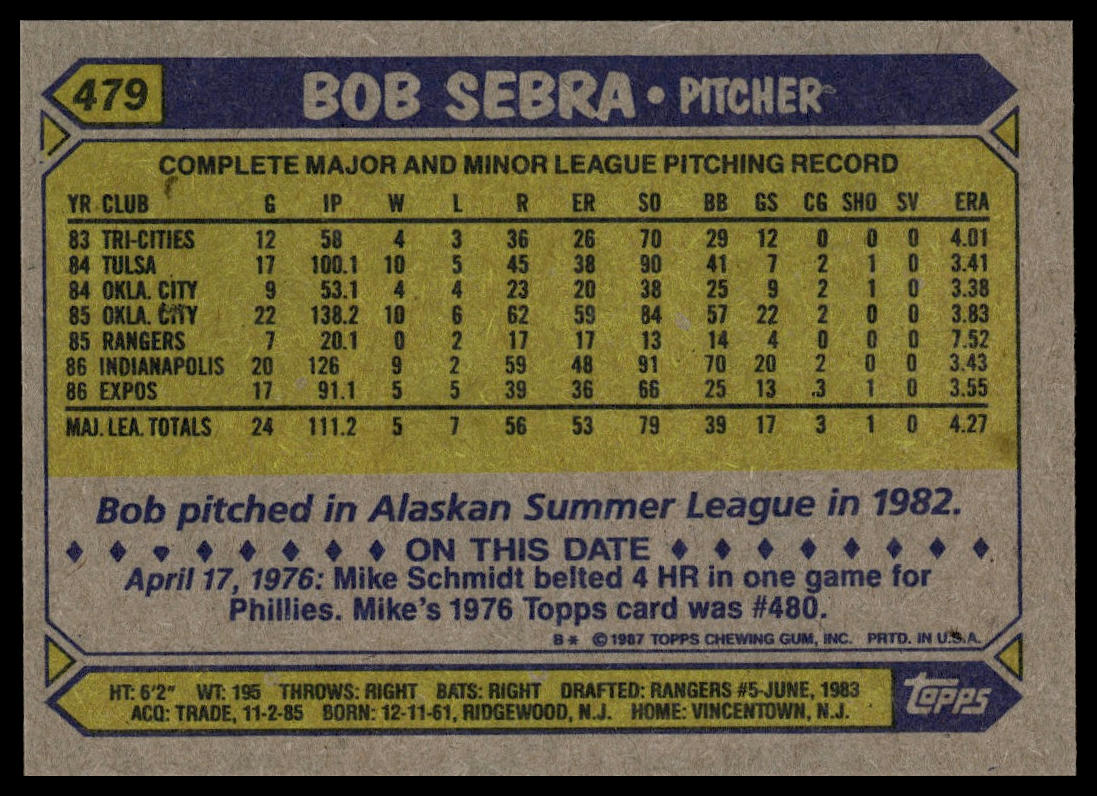 479 BOB SEBRA • PITCHER
COMPLETE MAJOR AND MINOR LEAGUE PITCHING RECORD
YR CLUB G IP W L R ER SO BB GS CG SHO SV ERA
83 TRI-CITIES 12 58 4 3 36 26 70 29 12 0 0 0 4.01
84 TULSA 17 100.1 10 5 45 38 90 41 7 2 1 0 3.41
84 OKLA. CITY 9 53.1 4 4 23 20 38 25 9 2 1 0 3.38
85 OKLA. CITY 22 138.2 10 6 62 59 84 57 22 2 0 0 3.83
85 RANGERS 7 20.1 0 2 17 17 13 14 4 0 0 0 7.52
86 INDIANAPOLIS 20 126 9 2 59 48 91 70 20 2 0 0 3.43
86 EXPOS 17 91.1 5 5 39 36 66 25 13 .3 1 0 3.55
MAJ. LEA. TOTALS 24 111.2 5 7 56 53 79 39 17 3 1 0 4.27
Bob pitched in Alaskan Summer League in 1982.
♦ ♦ ♦ ♦ ♦ ♦ ♦ ♦ ON THIS DATE ♦ ♦ ♦ ♦ ♦ ♦ ♦ ♦
April 17, 1976: Mike Schmidt belted 4 HR in one game for
Phillies. Mike's 1976 Topps card was #480.
B* ©1987 TOPPS CHEWING GUM, INC. PRTD. IN U.S.A.
HT: 6'2" WT: 195 THROWS: RIGHT BATS: RIGHT DRAFTED: RANGERS #5-JUNE, 1983
ACQ: TRADE, 11-2-85 BORN: 12-11-61, RIDGEWOOD, N.J. HOME: VINCENTOWN, N.J.
topps